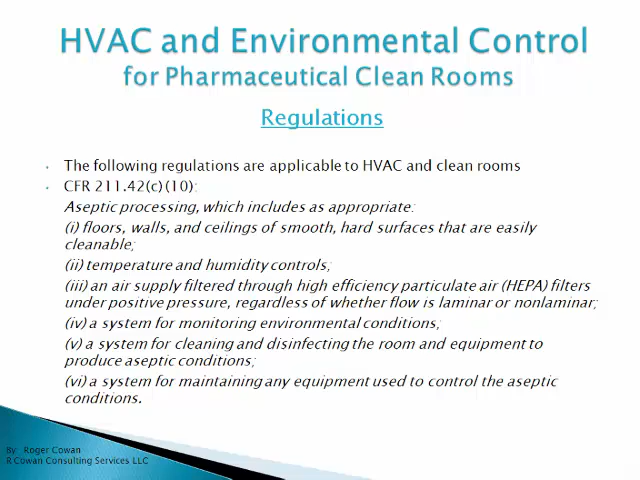 HVAC and Environmental Control
for Pharmaceutical Clean Rooms
Regulations
• The following regulations are applicable to HVAC and clean rooms
• CFR 211.42(c)(10):
Aseptic processing, which includes as appropriate:
(i) floors, walls, and ceilings of smooth, hard surfaces that are easily
cleanable;
(ii) temperature and humidity controls;
(iii) an air supply filtered through high efficiency particulate air (HEPA) filters
under positive pressure, regardless of whether flow is laminar or nonlaminar;
(iv) a system for monitoring environmental conditions;
(v) a system for cleaning and disinfecting the room and equipment to
produce aseptic conditions;
(vi) a system for maintaining any equipment used to control the aseptic
conditions.
By: Roger Cowan
R Cowan Consulting Services LLC